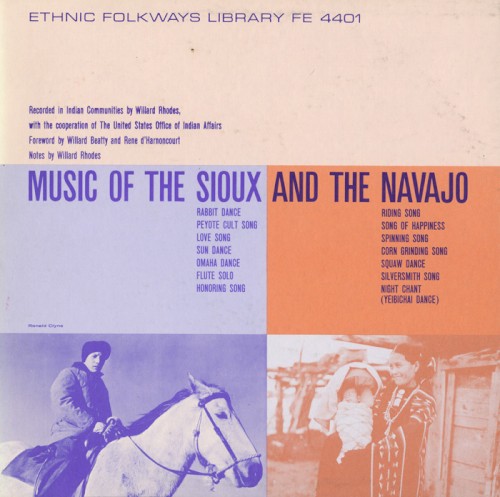 ETHNIC FOLKWAYS LIBRARY FE 4401
Recorded in Indian Communities by Willard Rhodes,
with the cooperation of The United States Office of Indian Affairs
Foreword by Willard Beatty and Rene d'Harnoncourt
Notes by Willard Rhodes
MUSIC OF THE SIOUX AND THE NAVAJO
RABBIT DANCE
PEYOTE CULT SONG
LOVE SONG
SUN DANCE
OMAHA DANCE
FLUTE SOLO
HONORING SONG
RIDING SONG
SONG OF HAPPINESS
SPINNING SONG
CORN GRINDING SONG
SQUAW DANCE
SILVERSMITH SONG
NIGHT CHANT
(YEIBICHAI DANCE)
Ronald Clyne